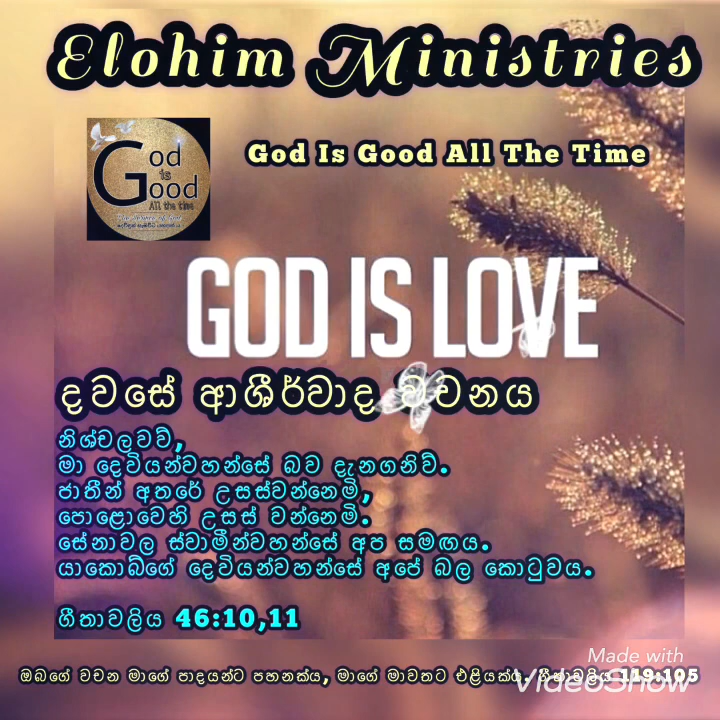 Elohim Ministries
God is Good
All the time
God Is Good All The Time
GOD IS LOVE
දවසේ ආශීර්වාද වචනය
නිශ්චලවව්,
මා දෙවියන්වහන්සේ බව දැනගනිව්.
ජාතීන් අතරේ උසස්වන්නෙමි,
පොළොවෙහි උසස් වන්නෙමි.
සේනාවල ස්වාමීන්වහන්සේ අප සමඟය.
යාකොබ්ගේ දෙවියන්වහන්සේ අපේ බල කොටුවය.
ගීතාවලිය 46:10,11
Made with
VideoShow
ඔබගේ වචන මාගේ පාදයන්ට පහනක්ය, මාගේ මාවතට එළියක්ය. ගීතාවලිය 119:105